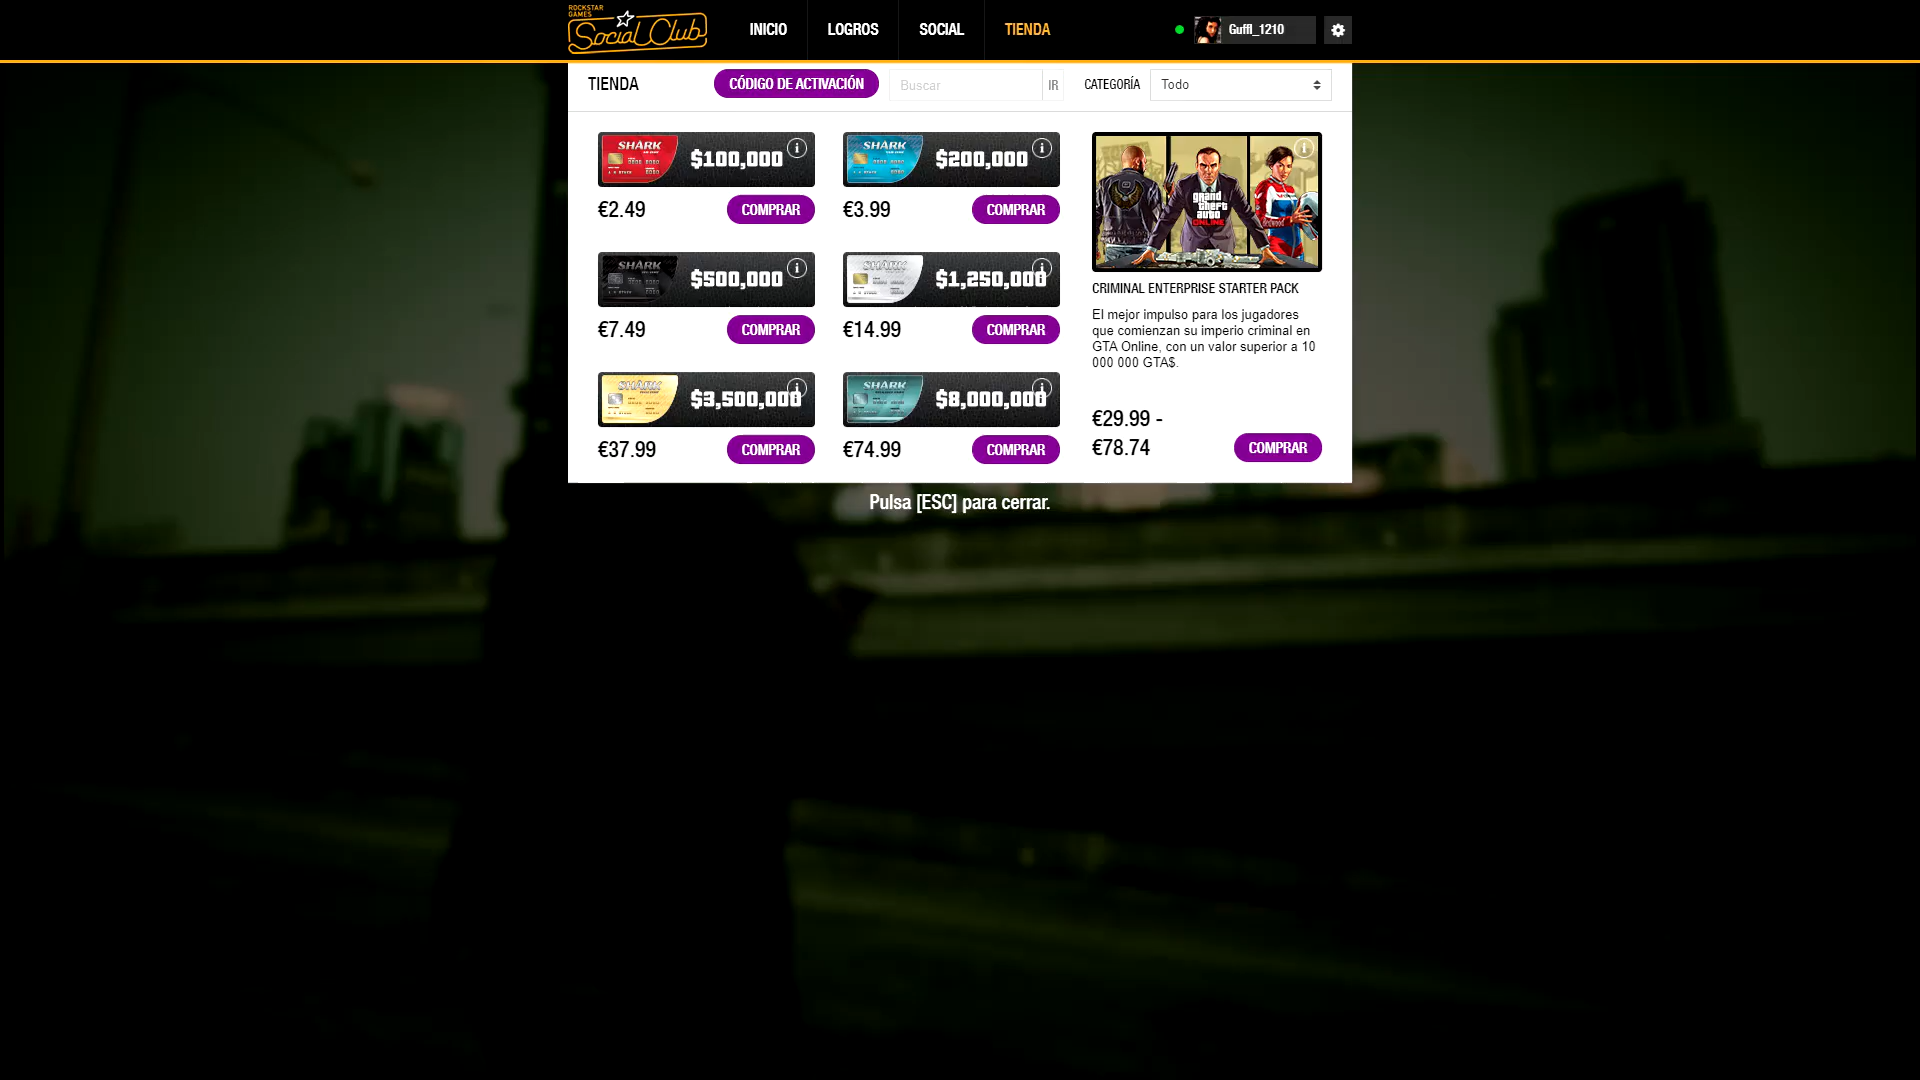 ROCKSTAR
GAMES
Social Club
INICIO
LOGROS
SOCIAL
TIENDA
Guffl_1210
TIENDA
CÓDIGO DE ACTIVACIÓN
Buscar
IR
CATEGORÍA
Todo
SHARK
$100,000
€2.49
COMPRAR
SHARK
$200,000
€3.99
COMPRAR
SHARK
$500,000
€7.49
COMPRAR
SHARK
$1,250,000
€14.99
COMPRAR
SHARK
$3,500,000
€37.99
COMPRAR
SHARK
$8,000,000
€74.99
COMPRAR
grand
theft
auto
ONLINE
CRIMINAL ENTERPRISE STARTER PACK
El mejor impulso para los jugadores
que comienzan su imperio criminal en
GTA Online, con un valor superior a 10
000 000 GTA$.
€29.99 -
€78.74
COMPRAR
Pulsa [ESC] para cerrar.